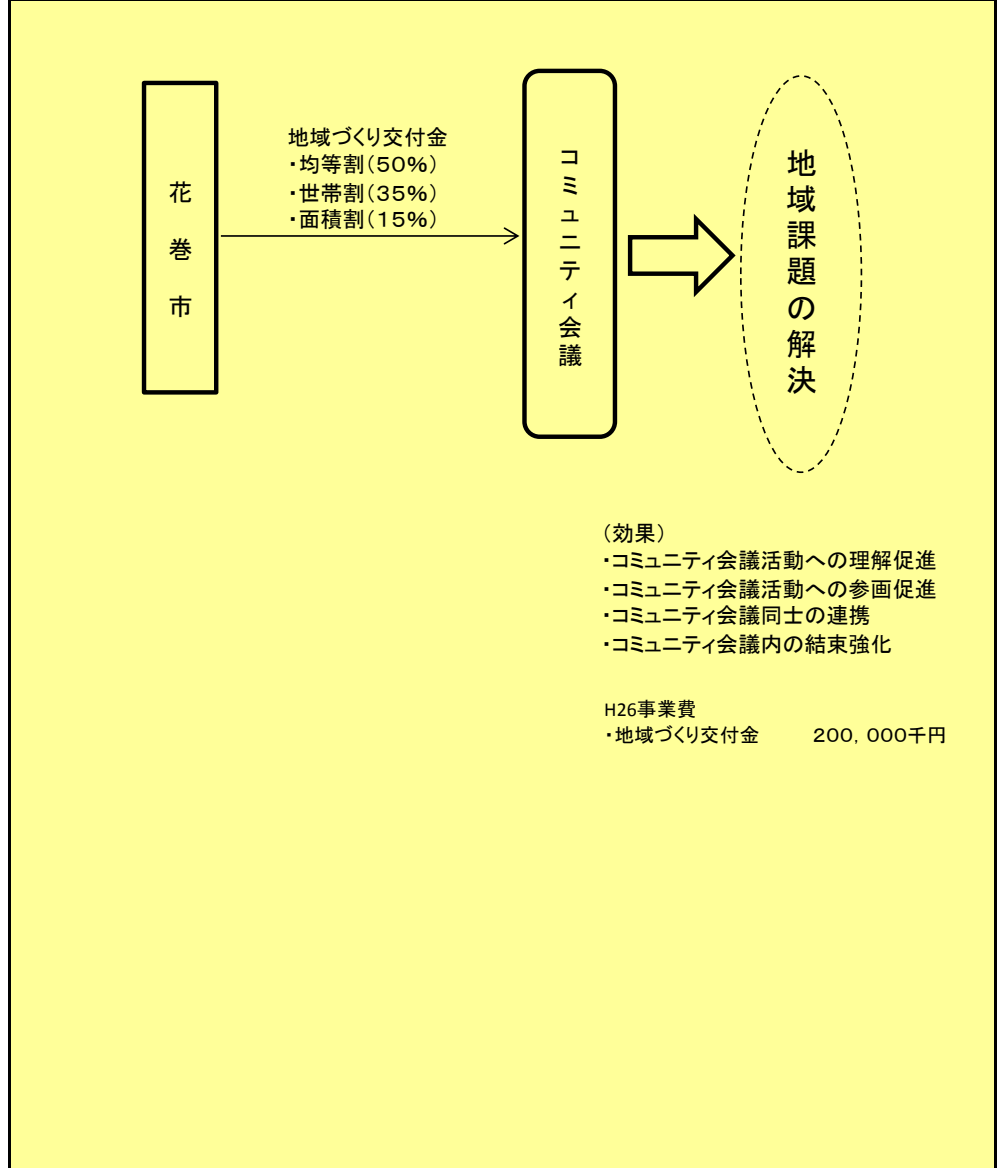 花巻市
地域づくり交付金
・均等割(50%)
・世帯割(35%)
・面積割(15%)
コミュニティ会議
地域課題の解決
(効果)
・コミュニティ会議活動への理解促進
・コミュニティ会議活動への参画促進
・コミュニティ会議同士の連携
・コミュニティ会議内の結束強化
H26事業費
・地域づくり交付金　　200,000千円